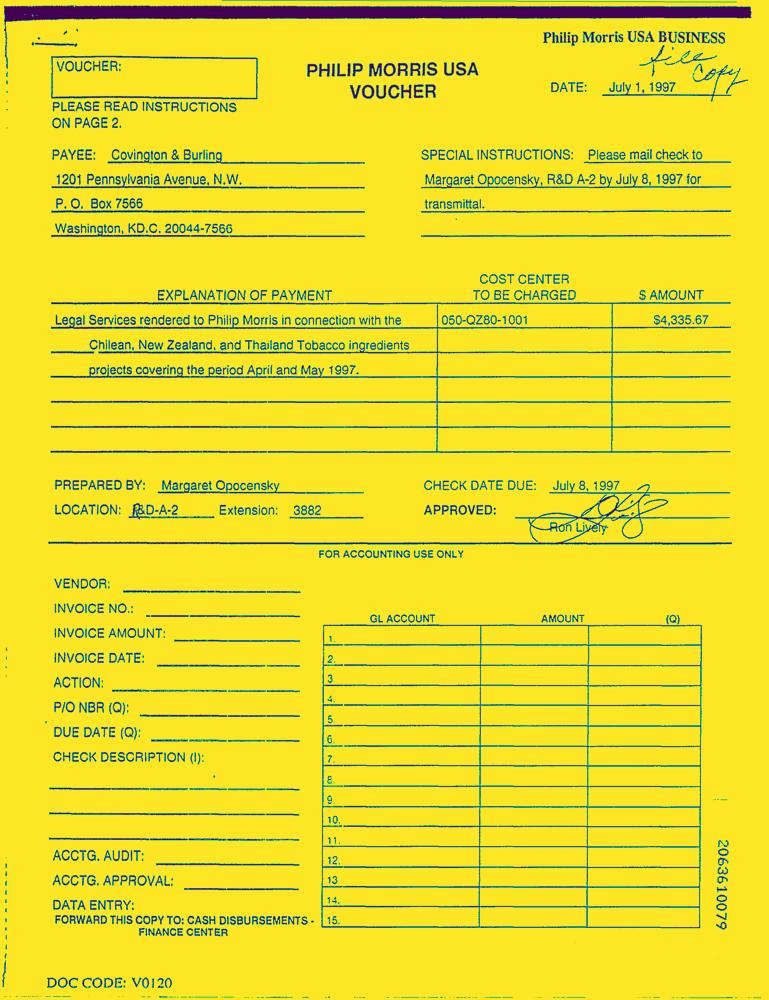 Philip Morris USA BUSINESS
file
copy
VOUCHER:
PHILIP MORRIS USA
VOUCHER
DATE: July 1, 1997
PLEASE READ INSTRUCTIONS
ON PAGE 2.
PAYEE: Covington & Burling
SPECIAL INSTRUCTIONS: Please mail check to
1201 Pennsylvania Avenue, N.W.
Margaret Opocensky, R&D A-2 by July 8, 1997 for
P. O. Box 7566
transmittal.
Washington, KD.C. 20044-7566
EXPLANATION OF PAYMENT
COST CENTER
TO BE CHARGED
$ AMOUNT
Legal Services rendered to Philip Morris in connection with the
050-QZ80-1001
$4,335.67
Chilean, New Zealand, and Thailand Tobacco ingredients
projects covering the period April and May 1997.
PREPARED BY: Margaret Opocensky
CHECK DATE DUE: July 8, 1997
LOCATION: R&D-A-2 Extension: 3882
APPROVED:
Ron Lively
FOR ACCOUNTING USE ONLY
VENDOR:
INVOICE NO.:
INVOICE AMOUNT:
INVOICE DATE:
ACTION:
P/O NBR (Q):
DUE DATE (Q):
CHECK DESCRIPTION (I):
GL ACCOUNT AMOUNT (Q)
1.
2.
3
4.
5.
6.
7.
8.
9.
10.
11.
12.
13
14.
15.
ACCTG. AUDIT:
ACCTG. APPROVAL:
DATA ENTRY:
FORWARD THIS COPY TO: CASH DISBURSEMENTS -
FINANCE CENTER
2063610079
DOC CODE: V0120